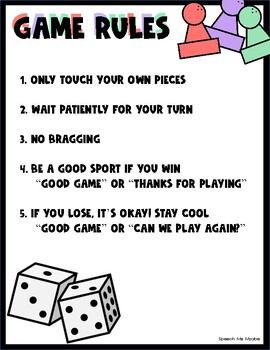 GAME RULES
1. ONLY TOUCH YOUR OWN PIECES
2. WAIT PATIENTLY FOR YOUR TURN
3. NO BRAGGING
4. BE A GOOD SPORT IF YOU WIN
"GOOD GAME" OR "THANKS FOR PLAYING"
5. IF YOU LOSE, IT'S OKAY! STAY COOL
"GOOD GAME" OR "CAN WE PLAY AGAIN?"
Speech Me Maybe